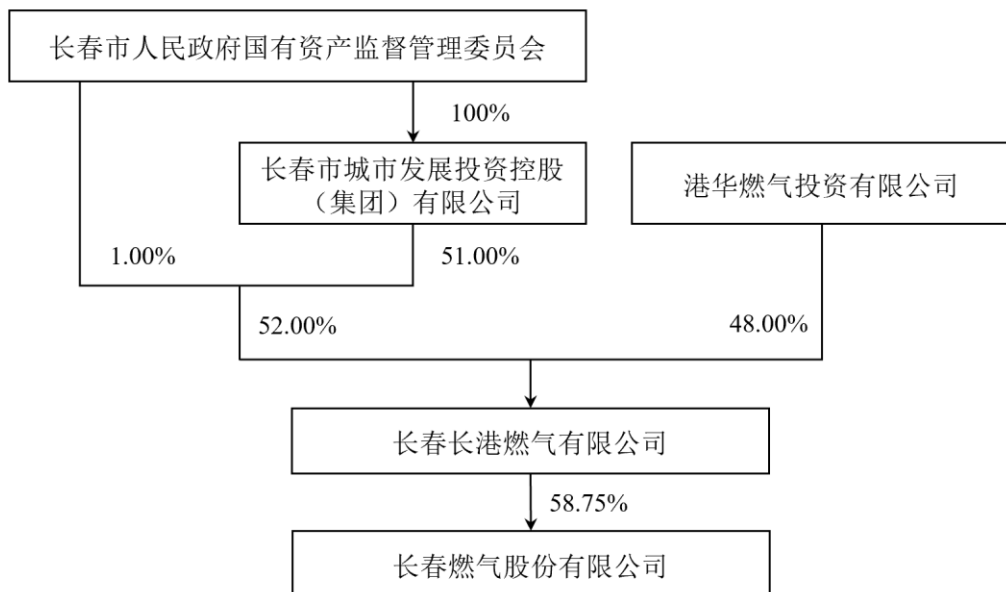 长春市人民政府国有资产监督管理委员会
100%
长春市城市发展投资控股
（集团）有限公司
港华燃气投资有限公司
1.00%
51.00%
52.00%
48.00%
长春长港燃气有限公司
58.75%
长春燃气股份有限公司